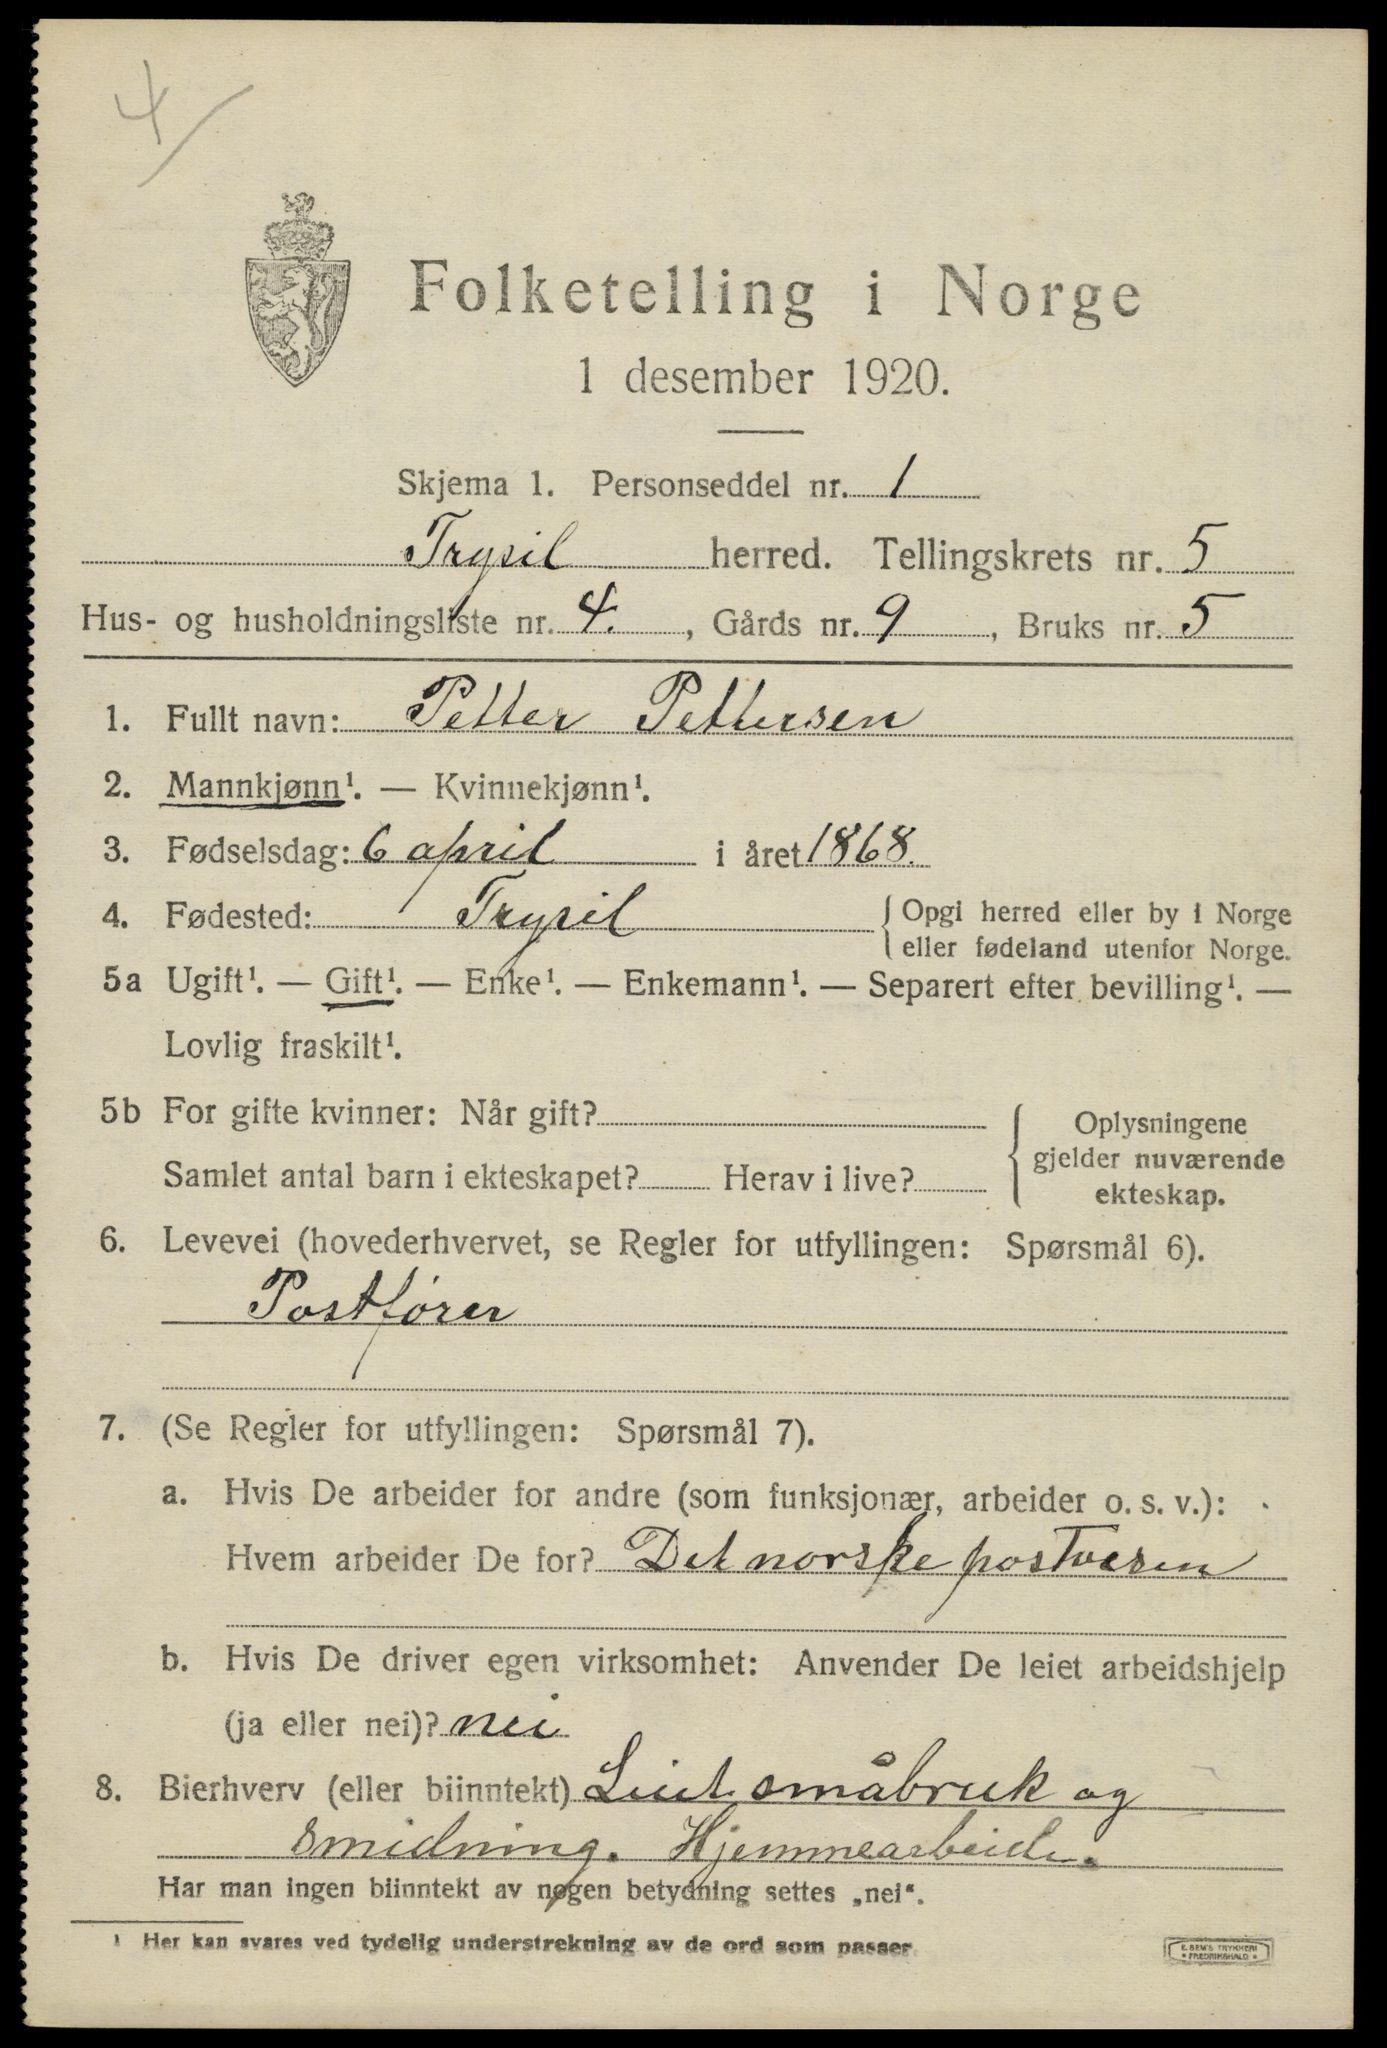 4/
Folketelling i Norge
1 desember 1920.
Skjema 1. Personseddel nr. 1
Trysil herred. Tellingskrets nr. 5
Hus- og husholdningsliste nr. 4. , Gårds nr. 9 , Bruks nr. 5
1. Fullt navn: Petter Pettersen
2. Mannkjønn¹. — Kvinnekjønn¹.
3. Fødselsdag: 6 april i året 1868.
4. Fødested: Trysil { Opgi herred eller by i Norge
eller fødeland utenfor Norge.
5a Ugift¹. — Gift¹. — Enke¹. — Enkemann¹. — Separert efter bevilling¹. —
Lovlig fraskilt¹.
5b For gifte kvinner: Når gift?
Samlet antal barn i ekteskapet? Herav i live?
{ Oplysningene
gjelder nuværende
ekteskap.
6. Levevei (hovederhvervet, se Regler for utfyllingen: Spørsmål 6).
Postfører
7. (Se Regler for utfyllingen: Spørsmål 7).
a. Hvis De arbeider for andre (som funksjonær, arbeider o. s. v.):
Hvem arbeider De for? Det norske postvesen
b. Hvis De driver egen virksomhet: Anvender De leiet arbeidshjelp
(ja eller nei)? nei
8. Bierhverv (eller biinntekt) Leiet småbruk og
smidning. Hjemmearbeide.
Har man ingen biinntekt av nogen betydning settes „nei“.
¹ Her kan svares ved tydelig understrekning av de ord som passer.
E. SEM'S TRYKKERI
* FREDRIKSHALD *